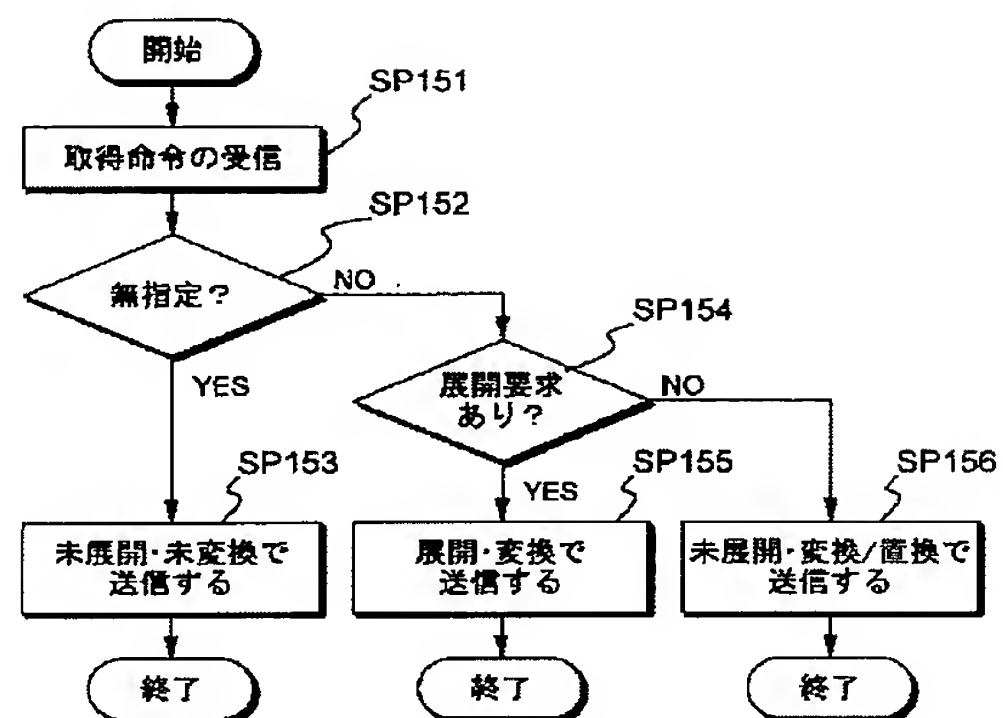 開始
SP151
取得命令の受信
SP152
無指定?
NO
SP154
展開要求
あり?
NO
YES
SP153
SP155
SP156
YES
未展開・未変換で
送信する
展開・変換で
送信する
未展開・変換/置換で
送信する
終了
終了
終了